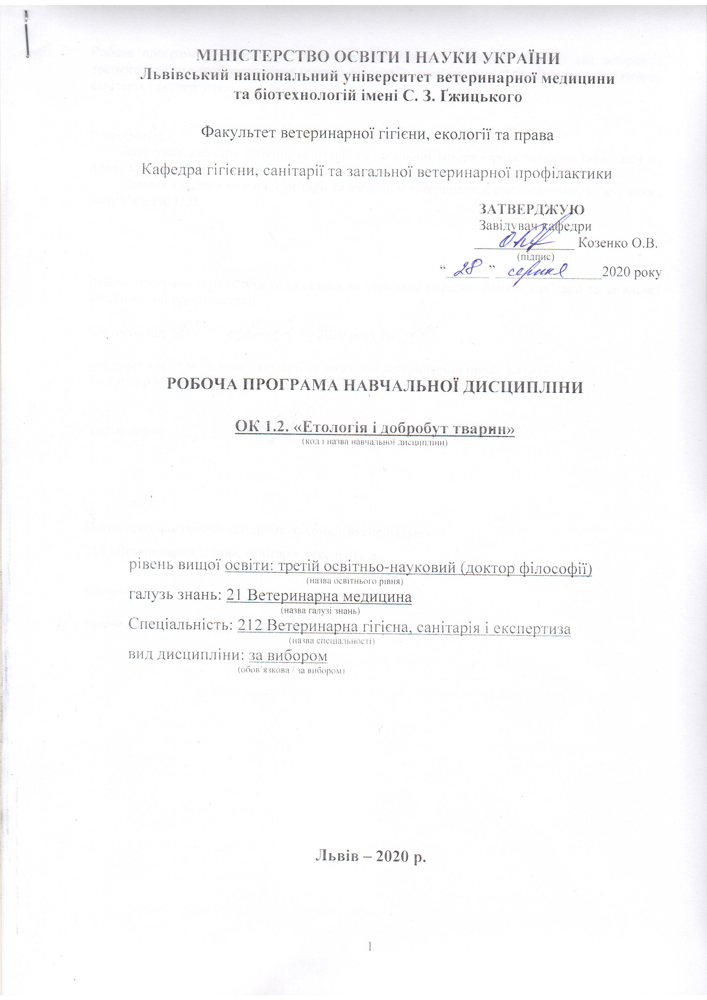 МІНІСТЕРСТВО ОСВІТИ І НАУКИ УКРАЇНИ
Львівський національний університет ветеринарної медицини
та біотехнологій імені С. З. Ґжицького
Факультет ветеринарної гігієни, екології та права
Кафедра гігієни, санітарії та загальної ветеринарної профілактики
ЗАТВЕРДЖУЮ
Завідувач кафедри
____________ Козенко О.В.
(підпис)
“ 28 ” серпня 2020 року
РОБОЧА ПРОГРАМА НАВЧАЛЬНОЇ ДИСЦИПЛІНИ
ОК 1.2. «Етологія і добробут тварин»
(код і назва навчальної дисципліни)
рівень вищої освіти: третій освітньо-науковий (доктор філософії)
(назва освітнього рівня)
галузь знань: 21 Ветеринарна медицина
(назва галузі знань)
Спеціальність: 212 Ветеринарна гігієна, санітарія і експертиза
(назва спеціальності)
вид дисципліни: за вибором
(обов`язкова / за вибором)
Львів – 2020 р.
1